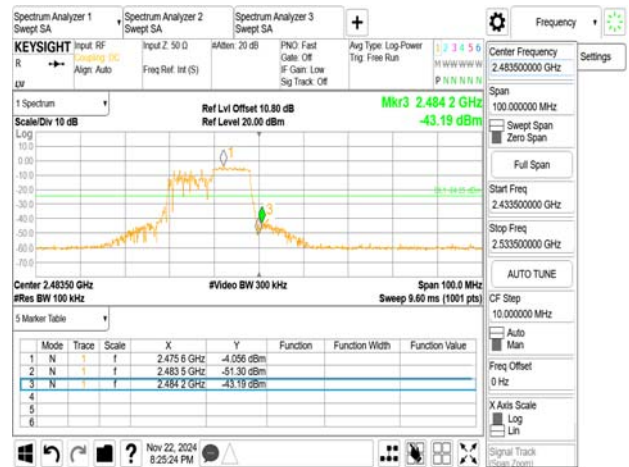 Spectrum Analyzer 1
Swept SA
Spectrum Analyzer 2
Swept SA
Spectrum Analyzer 3
Swept SA
Frequency
KEYSIGHT
Input: RF
Coupling: DC
Align: Auto
Input Z: 50 Ω
Freq Ref: Int (S)
#Atten: 20 dB
PNO: Fast
Gate: Off
IF Gain: Low
Sig Track: Off
Avg Type: Log-Power
Trig: Free Run
1 2 3 4 5 6
M W W W W W
P N N N N N
R
Settings
Center Frequency
2.483500000 GHz
Span
100.000000 MHz
Swept Span
Zero Span
Full Span
Start Freq
2.433500000 GHz
Stop Freq
2.533500000 GHz
AUTO TUNE
CF Step
10.000000 MHz
Auto
Man
Freq Offset
0 Hz
X Axis Scale
Log
Lin
Signal Track
(Span Zoom)
1 Spectrum
Scale/Div 10 dB
Ref Lvl Offset 10.80 dB
Ref Level 20.00 dBm
Mkr3 2.484 2 GHz
-43.19 dBm
Log
10.0
0.00
-10.0
-20.0
-30.0
-40.0
-50.0
-60.0
-70.0
1
3
Center 2.48350 GHz
#Video BW 300 kHz
Span 100.0 MHz
#Res BW 100 kHz
Sweep 9.60 ms (1001 pts)
5 Marker Table
Mode Trace Scale X Y Function Function Width Function Value
1 N 1 f 2.475 6 GHz -4.056 dBm
2 N 1 f 2.483 5 GHz -51.30 dBm
3 N 1 f 2.484 2 GHz -43.19 dBm
4
5
6
?
Nov 22, 2024
8:25:24 PM